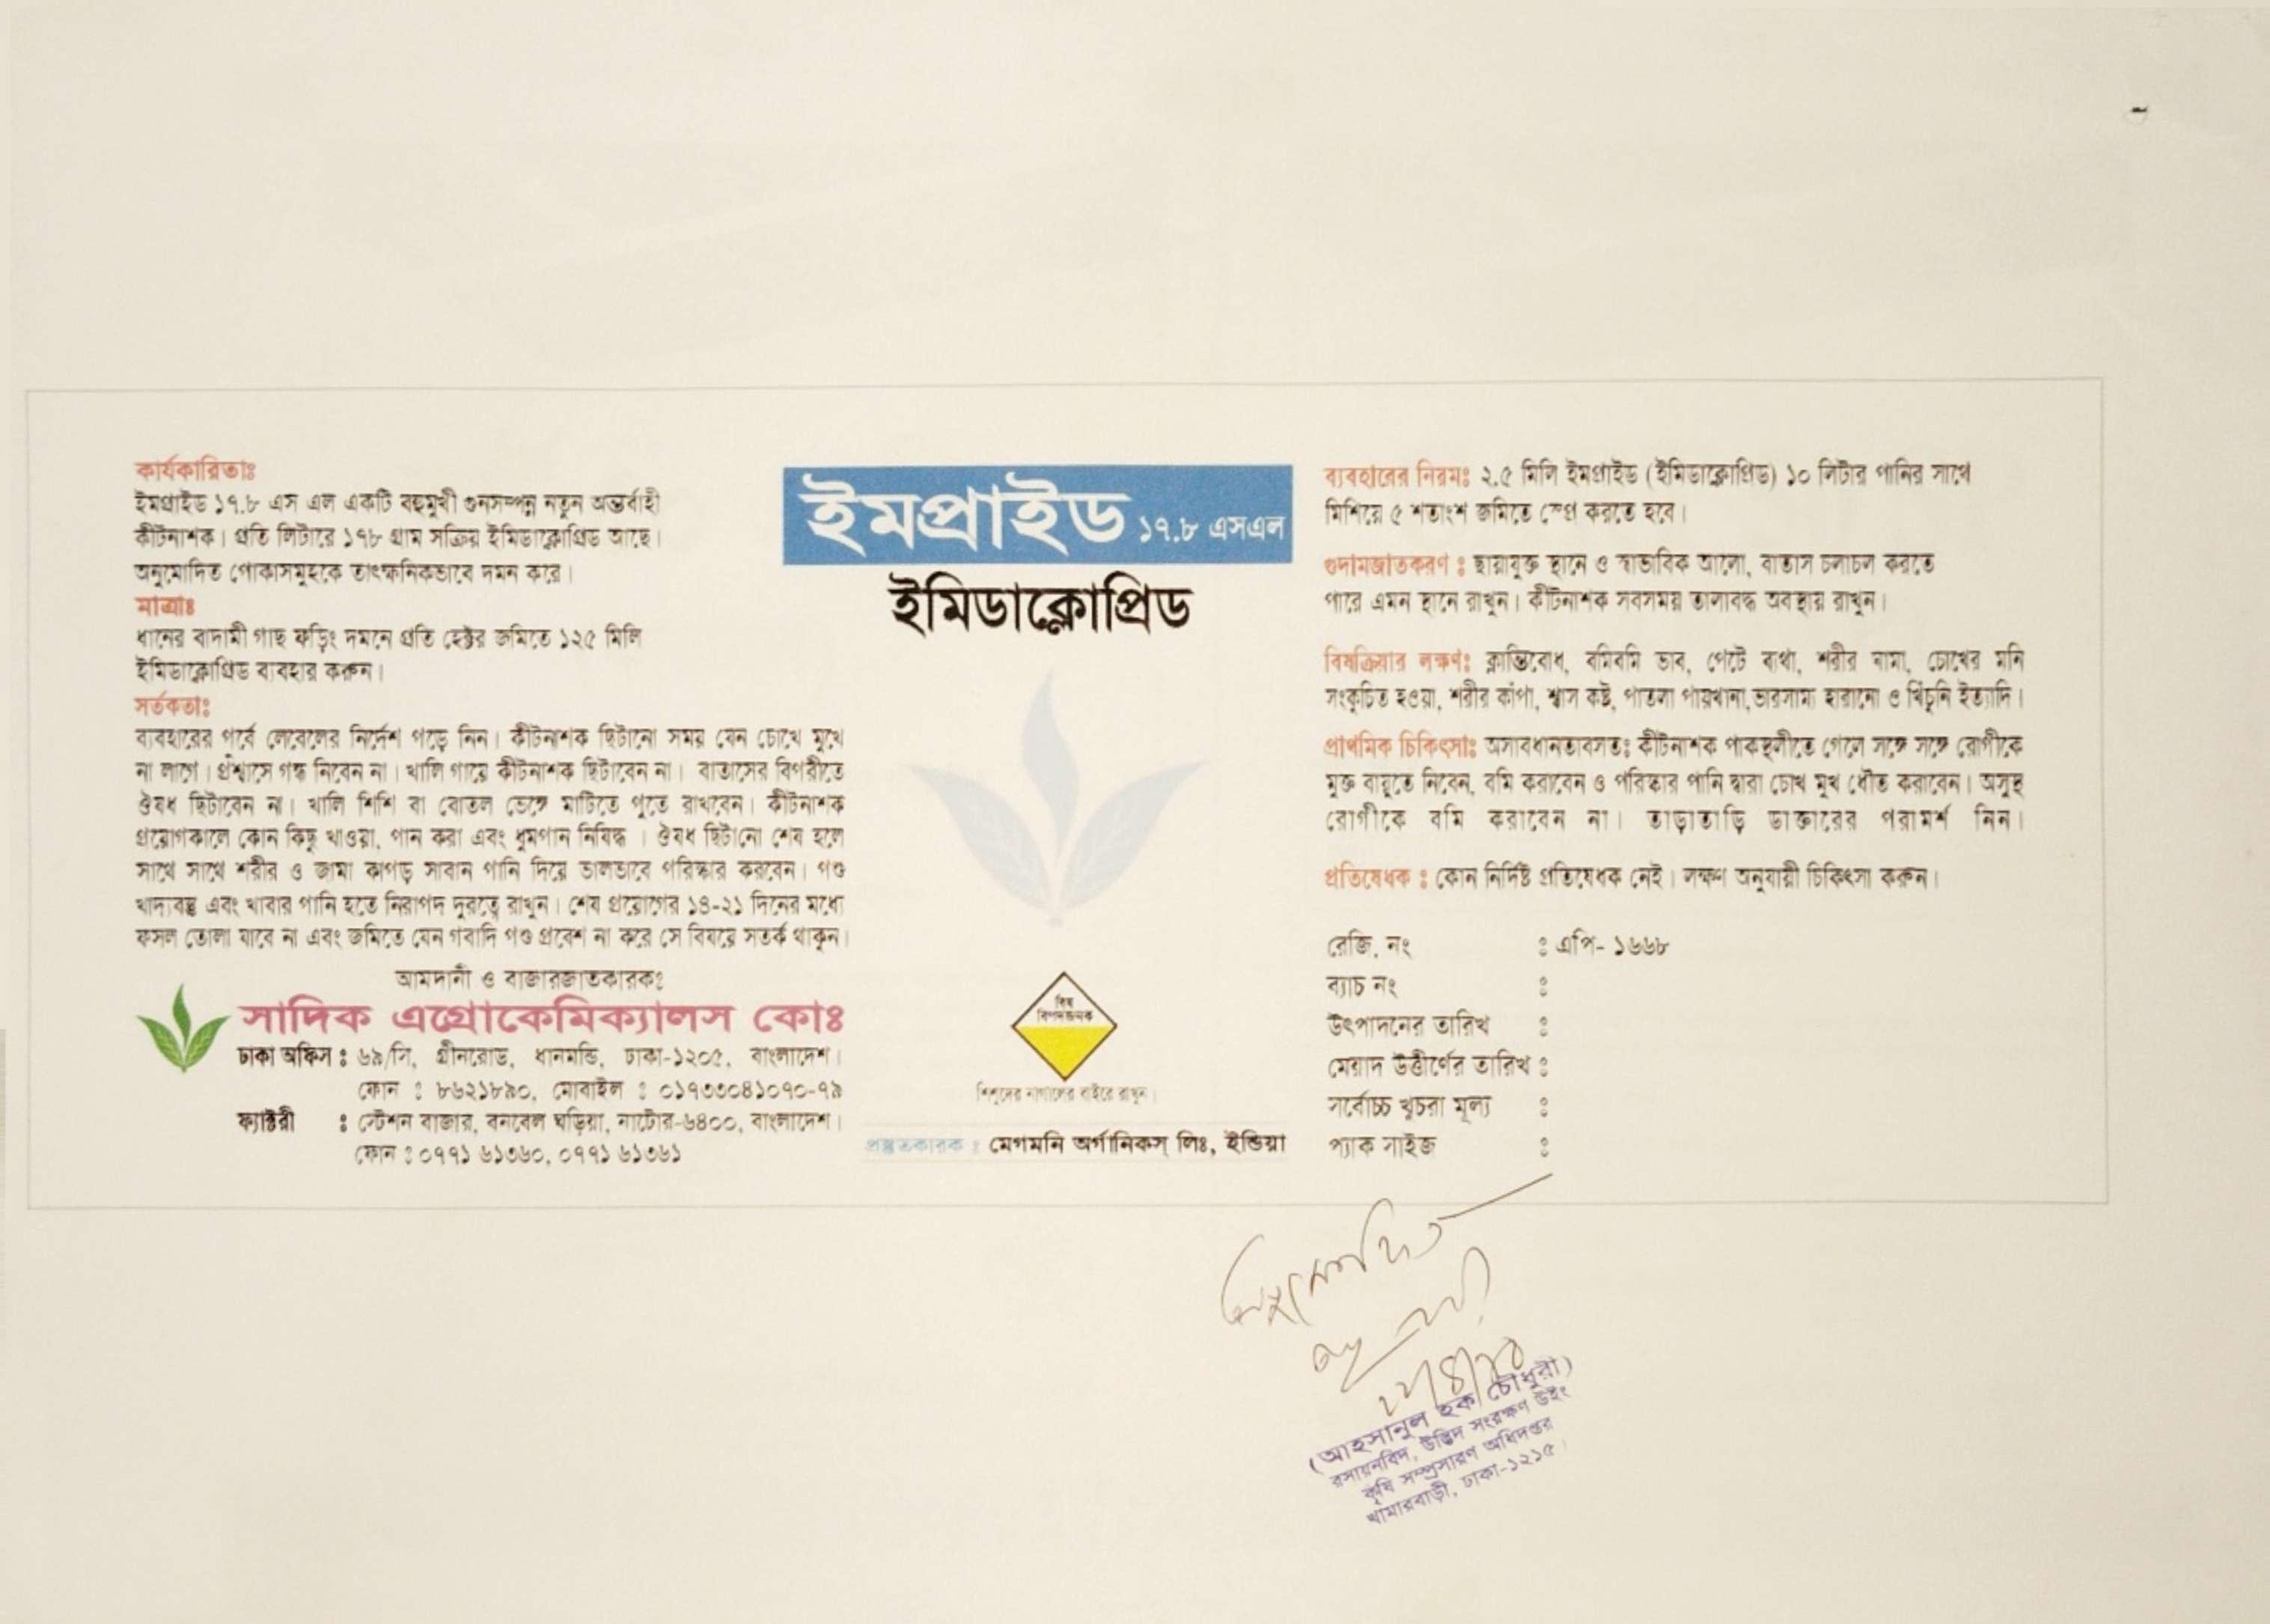 কার্যকারিতাঃ
ইমপ্রাইড ১৭.৮ এস এল একটি বহুমুখী গুনসম্পন্ন নতুন অন্তর্বাহী
কীটনাশক। প্রতি লিটারে ১৭৮ গ্রাম সক্রিয় ইমিডাক্লোপ্রিড আছে।
অনুমোদিত পোকাসমুহকে তাৎক্ষনিকভাবে দমন করে।
মাত্রাঃ
ধানের বাদামী গাছ ফড়িং দমনে প্রতি হেক্টর জমিতে ১২৫ মিলি
ইমিডাক্লোপ্রিড ব্যবহার করুন।
সর্তকতাঃ
ব্যবহারের পূর্বে লেবেলের নির্দেশ পড়ে নিন। কীটনাশক ছিটানো সময় যেন চোখে মুখে
না লাগে। প্রঁশ্বাসে গন্ধ নিবেন না। খালি গায়ে কীটনাশক ছিটাবেন না। বাতাসের বিপরীতে
ঔষধ ছিটাবেন না। খালি শিশি বা বোতল ভেঙ্গে মাটিতে পুতে রাখবেন। কীটনাশক
প্রয়োগকালে কোন কিছু খাওয়া, পান করা এবং ধুমপান নিষিদ্ধ । ঔষধ ছিটানো শেষ হলে
সাথে সাথে শরীর ও জামা কাপড় সাবান পানি দিয়ে ভালভাবে পরিস্কার করবেন। পশু
খাদ্যবস্তু এবং খাবার পানি হতে নিরাপদ দুরত্বে রাখুন। শেষ প্রয়োগের ১৪-২১ দিনের মধ্যে
ফসল তোলা যাবে না এবং জমিতে যেন গবাদি পশু প্রবেশ না করে সে বিষয়ে সতর্ক থাকুন।
আমদানী ও বাজারজাতকারকঃ
সাদিক এগ্রোকেমিক্যালস কোঃ
ঢাকা অফিস ঃ ৬৯/সি, গ্রীনরোড, ধানমন্ডি, ঢাকা-১২০৫, বাংলাদেশ।
ফোন ঃ ৮৬২১৮৯০, মোবাইল ঃ ০১৭৩৩০৪১০৭০-৭৯
ফ্যাক্টরী ঃ স্টেশন বাজার, বনবেল ঘড়িয়া, নাটোর-৬৪০০, বাংলাদেশ।
ফোন ঃ ০৭৭১ ৬১৩৬০, ০৭৭১ ৬১৩৬১
ইমপ্রাইড ১৭.৮ এসএল
ইমিডাক্লোপ্রিড
বিষ
বিপদজনক
শিশুদের নাগালের বাইরে রাখুন।
প্রস্তুতকারক ঃ মেগমনি অর্গানিকস্ লিঃ, ইন্ডিয়া
ব্যবহারের নিয়মঃ ২.৫ মিলি ইমপ্রাইড (ইমিডাক্লোপ্রিড) ১০ লিটার পানির সাথে
মিশিয়ে ৫ শতাংশ জমিতে স্প্রে করতে হবে।
গুদামজাতকরণ ঃ ছায়াযুক্ত স্থানে ও স্বাভাবিক আলো, বাতাস চলাচল করতে
পারে এমন স্থানে রাখুন। কীটনাশক সবসময় তালাবদ্ধ অবস্থায় রাখুন।
বিষক্রিয়ার লক্ষণঃ ক্লান্তিবোধ, বমিবমি ভাব, পেটে ব্যথা, শরীর ঘামা, চোখের মনি
সংকুচিত হওয়া, শরীর কাঁপা, শ্বাস কষ্ট, পাতলা পায়খানা,ভারসাম্য হারানো ও খিঁচুনি ইত্যাদি।
প্রাথমিক চিকিৎসাঃ অসাবধানতাবসতঃ কীটনাশক পাকস্থলীতে গেলে সঙ্গে সঙ্গে রোগীকে
মুক্ত বায়ুতে নিবেন, বমি করাবেন ও পরিস্কার পানি দ্বারা চোখ মুখ ধৌত করাবেন। অসুস্থ
রোগীকে বমি করাবেন না। তাড়াতাড়ি ডাক্তারের পরামর্শ নিন।
প্রতিষেধক ঃ কোন নির্দিষ্ট প্রতিষেধক নেই। লক্ষণ অনুযায়ী চিকিৎসা করুন।
রেজি. নং ঃ এপি- ১৬৬৮
ব্যাচ নং ঃ
উৎপাদনের তারিখ ঃ
মেয়াদ উত্তীর্ণের তারিখ ঃ
সর্বোচ্চ খুচরা মূল্য ঃ
প্যাক সাইজ ঃ
অনুমোদিত
(আহসানুল হক চৌধুরী)
রসায়নবিদ, উদ্ভিদ সংরক্ষণ উইং
কৃষি সম্প্রসারণ অধিদপ্তর
খামারবাড়ী, ঢাকা-১২১৫।